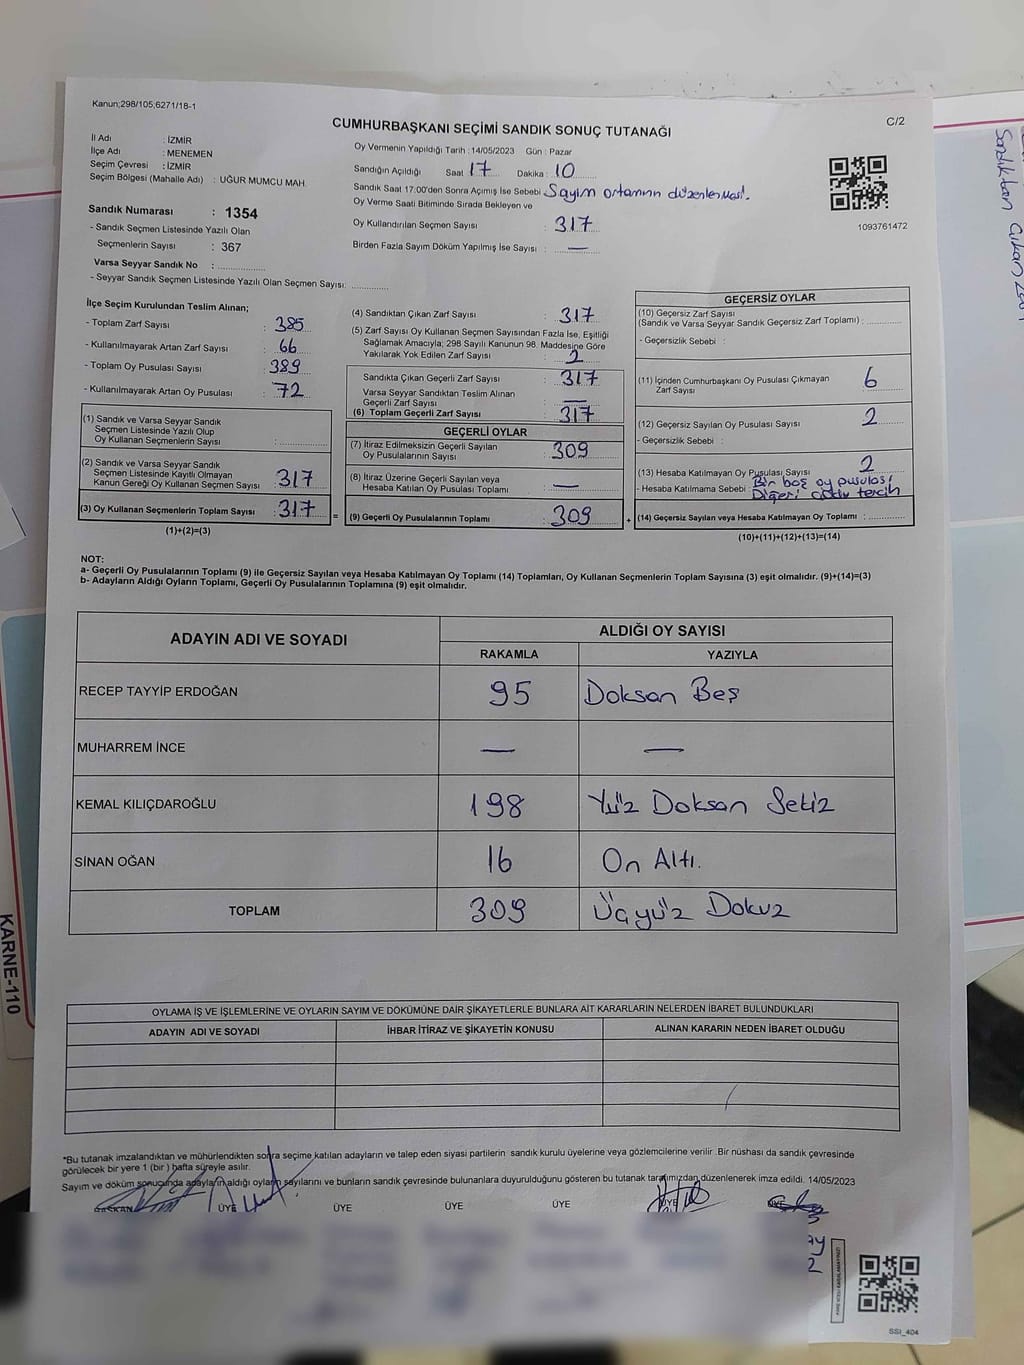 Kanun;298/105;6271/18-1
C/2
CUMHURBAŞKANI SEÇİMİ SANDIK SONUÇ TUTANAĞI
İl Adı : İZMİR
İlçe Adı : MENEMEN
Seçim Çevresi : İZMİR
Seçim Bölgesi (Mahalle Adı) : UĞUR MUMCU MAH.
Sandık Numarası : 1354
- Sandık Seçmen Listesinde Yazılı Olan
Seçmenlerin Sayısı : 367
Varsa Seyyar Sandık No :
- Seyyar Sandık Seçmen Listesinde Yazılı Olan Seçmen Sayısı:
Oy Vermenin Yapıldığı Tarih : 14/05/2023 Gün : Pazar
Sandığın Açıldığı Saat : 17 Dakika : 10
Sandık Saat 17:00'den Sonra Açımış İse Sebebi : Sayım ortamının düzenlenmesi.
Oy Verme Saati Bitiminde Sırada Bekleyen ve
Oy Kullandırılan Seçmen Sayısı : 317
Birden Fazla Sayım Döküm Yapılmış İse Sayısı : —
1093761472
İlçe Seçim Kurulundan Teslim Alınan;
- Toplam Zarf Sayısı : 385
- Kullanılmayarak Artan Zarf Sayısı : 66
- Toplam Oy Pusulası Sayısı : 389
- Kullanılmayarak Artan Oy Pusulası : 72
(1) Sandık ve Varsa Seyyar Sandık
Seçmen Listesinde Yazılı Olup
Oy Kullanan Seçmenlerin Sayısı :
(2) Sandık ve Varsa Seyyar Sandık
Seçmen Listesinde Kayıtlı Olmayan
Kanun Gereği Oy Kullanan Seçmen Sayısı : 317
(3) Oy Kullanan Seçmenlerin Toplam Sayısı : 317
(1)+(2)=(3)
(4) Sandıktan Çıkan Zarf Sayısı : 317
(5) Zarf Sayısı Oy Kullanan Seçmen Sayısından Fazla İse, Eşitliği
Sağlamak Amacıyla; 298 Sayılı Kanunun 98. Maddesine Göre
Yakılarak Yok Edilen Zarf Sayısı : 2
Sandıkta Çıkan Geçerli Zarf Sayısı : 317
Varsa Seyyar Sandıktan Teslim Alınan
Geçerli Zarf Sayısı : —
(6) Toplam Geçerli Zarf Sayısı : 317
GEÇERLİ OYLAR
(7) İtiraz Edilmeksizin Geçerli Sayılan
Oy Pusulalarının Sayısı : 309
(8) İtiraz Üzerine Geçerli Sayılan veya
Hesaba Katılan Oy Pusulası Toplamı : —
= (9) Geçerli Oy Pusulalarının Toplamı : 309 +
GEÇERSİZ OYLAR
(10) Geçersiz Zarf Sayısı
(Sandık ve Varsa Seyyar Sandık Geçersiz Zarf Toplamı) :
- Geçersizlik Sebebi :
(11) İçinden Cumhurbaşkanı Oy Pusulası Çıkmayan
Zarf Sayısı : 6
(12) Geçersiz Sayılan Oy Pusulası Sayısı : 2
- Geçersizlik Sebebi :
(13) Hesaba Katılmayan Oy Pusulası Sayısı : 2
- Hesaba Katılmama Sebebi : Bir boş oy pusulası
Diğeri çoklu tercih
(14) Geçersiz Sayılan veya Hesaba Katılmayan Oy Toplamı :
(10)+(11)+(12)+(13)=(14)
NOT:
a- Geçerli Oy Pusulalarının Toplamı (9) ile Geçersiz Sayılan veya Hesaba Katılmayan Oy Toplamı (14) Toplamları, Oy Kullanan Seçmenlerin Toplam Sayısına (3) eşit olmalıdır. (9)+(14)=(3)
b- Adayların Aldığı Oyların Toplamı, Geçerli Oy Pusulalarının Toplamına (9) eşit olmalıdır.
ADAYIN ADI VE SOYADI
ALDIĞI OY SAYISI
RAKAMLA YAZIYLA
RECEP TAYYİP ERDOĞAN 95 Doksan Beş
MUHARREM İNCE — —
KEMAL KILIÇDAROĞLU 198 Yüz Doksan Sekiz
SİNAN OĞAN 16 On Altı.
TOPLAM 309 Üçyüz Dokuz
OYLAMA İŞ VE İŞLEMLERİNE VE OYLARIN SAYIM VE DÖKÜMÜNE DAİR ŞİKAYETLERLE BUNLARA AİT KARARLARIN NELERDEN İBARET BULUNDUKLARI
ADAYIN ADI VE SOYADI İHBAR İTİRAZ VE ŞİKAYETİN KONUSU ALINAN KARARIN NEDEN İBARET OLDUĞU
*Bu tutanak imzalandıktan ve mühürlendikten sonra seçime katılan adayların ve talep eden siyasi partilerin sandık kurulu üyelerine veya gözlemcilerine verilir. Bir nüshası da sandık çevresinde
görülecek bir yere 1 (bir ) hafta süreyle asılır.
Sayım ve döküm sonucunda adayların aldığı oyların sayılarını ve bunların sandık çevresinde bulunanlara duyurulduğunu gösteren bu tutanak tarafımızdan düzenlenerek imza edildi. 14/05/2023
BAŞKAN ÜYE ÜYE ÜYE ÜYE ÜYE ÜYE
SSI_404
KARNE-110
Sandıktan Çıkan